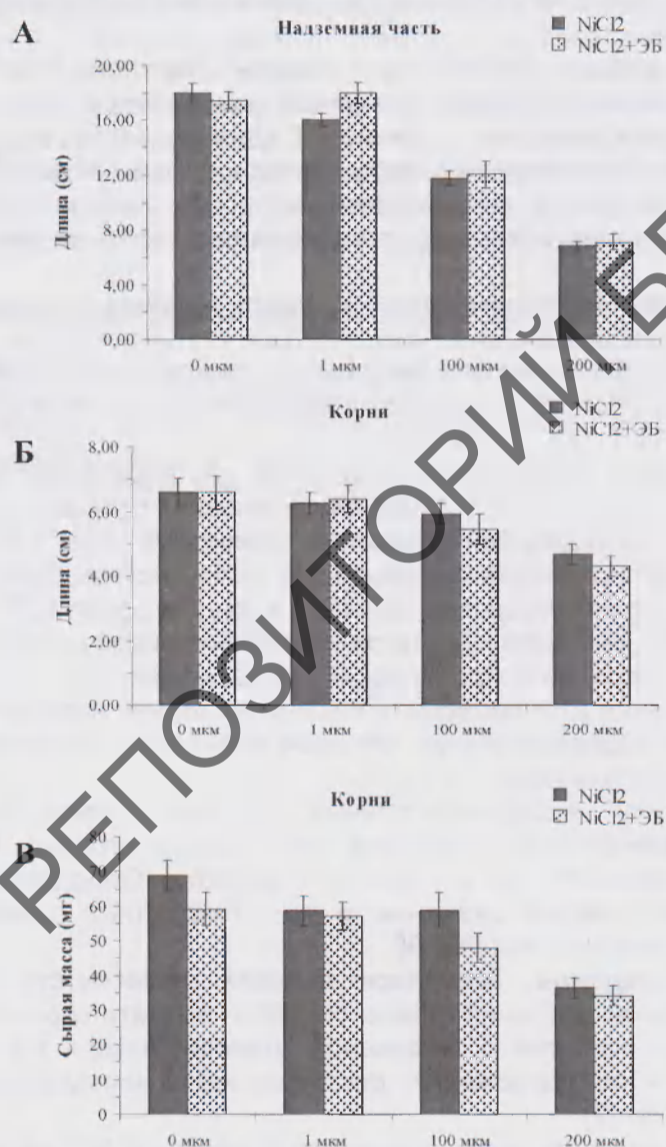 А
Надземная часть
NiCl2
NiCl2+ЭБ
Длина (см)
20,00
16,00
12,00
8,00
4,00
0,00
0 мкм
1 мкм
100 мкм
200 мкм
Б
Корни
NiCl2
NiCl2+ЭБ
Длина (см)
8,00
6,00
4,00
2,00
0,00
0 мкм
1 мкм
100 мкм
200 мкм
В
Корни
NiCl2
NiCl2+ЭБ
Сырая масса (мг)
80
70
60
50
40
30
20
10
0
0 мкм
1 мкм
100 мкм
200 мкм
РЕПОЗИТОРИЙ